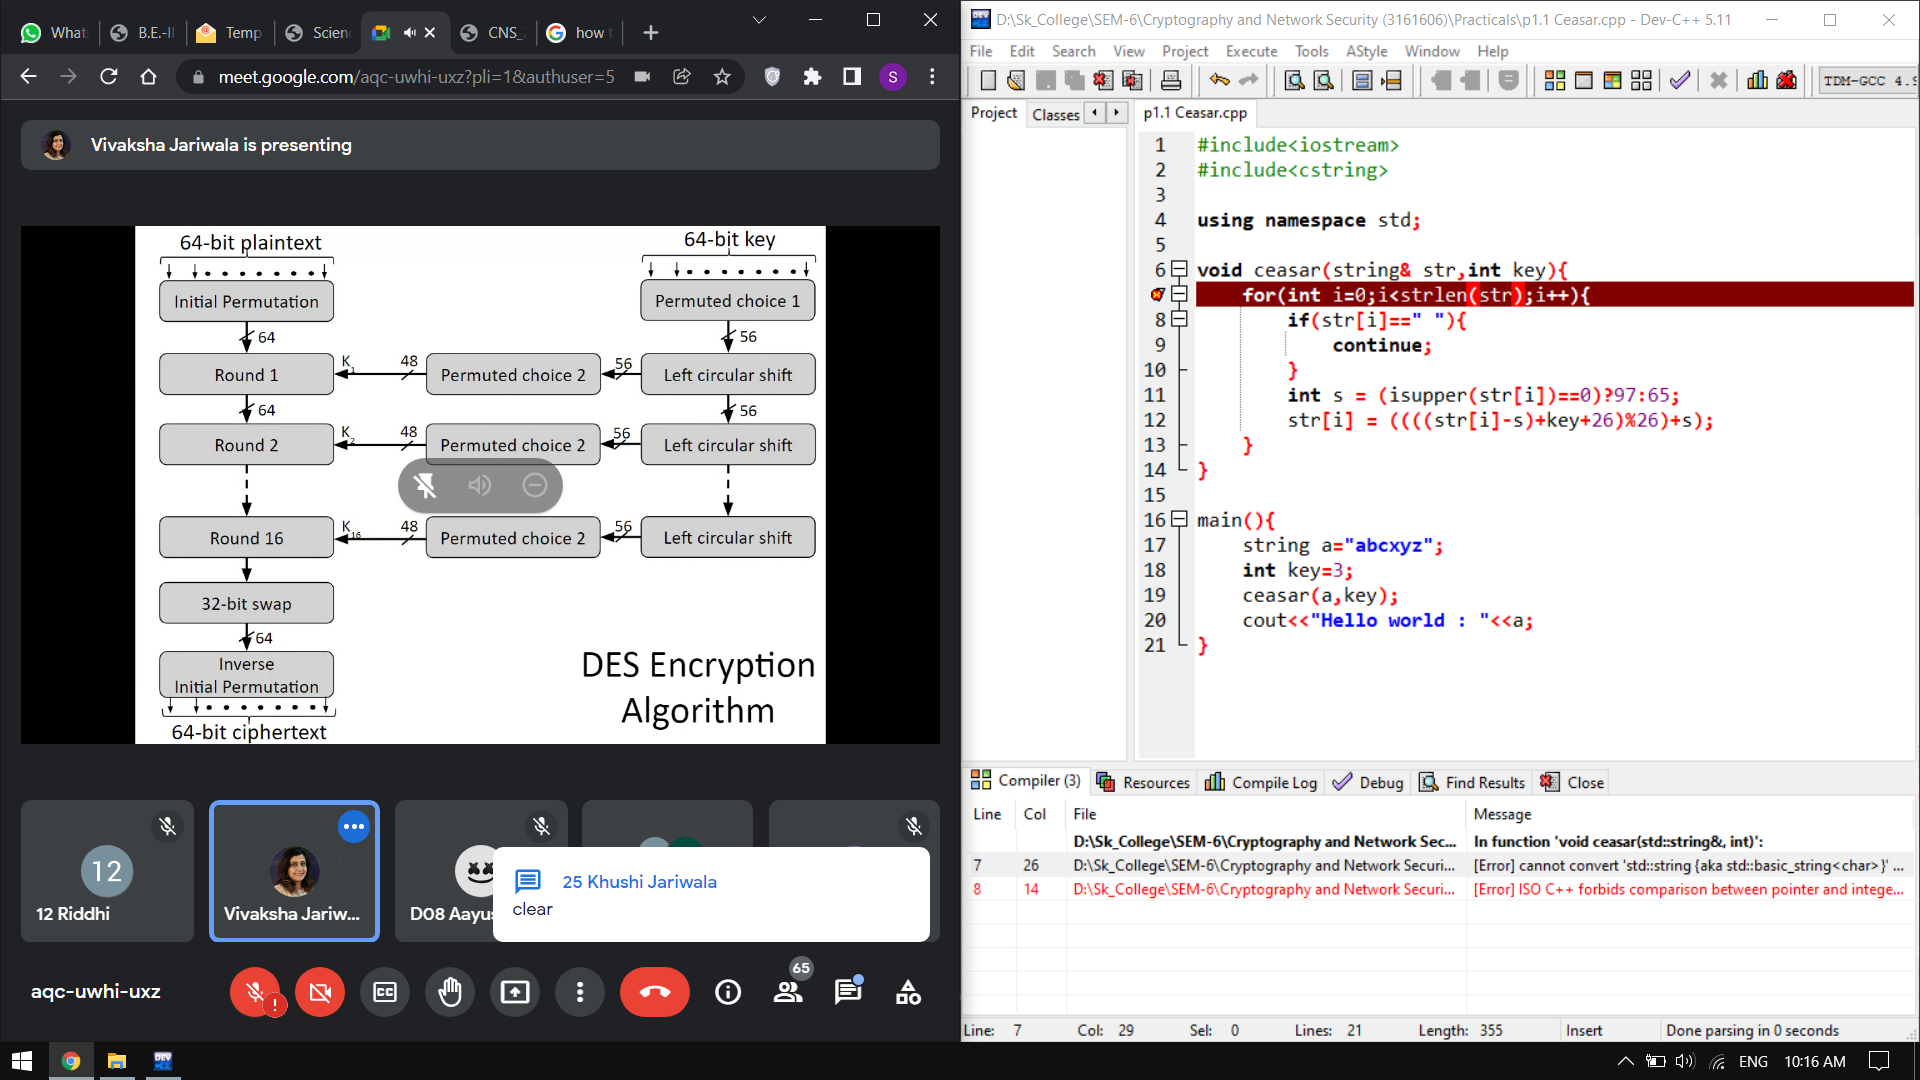 What
B.E.-I
Temp
Scien
CNS_
how
meet.google.com/aqc-uwhi-uxz?pli=1&authuser=5
S
Vivaksha Jariwala is presenting
64-bit plaintext
64-bit key
Initial Permutation
Permuted choice 1
64
56
Round 1
K1
48
Permuted choice 2
56
Left circular shift
64
56
Round 2
K2
48
Permuted choice 2
56
Left circular shift
Round 16
K16
48
Permuted choice 2
56
Left circular shift
32-bit swap
64
Inverse
Initial Permutation
64-bit ciphertext
DES Encryption
Algorithm
12
12 Riddhi
Vivaksha Jariw...
D08 Aayus
25 Khushi Jariwala
clear
aqc-uwhi-uxz
65
D:\Sk_College\SEM-6\Cryptography and Network Security (3161606)\Practicals\p1.1 Ceasar.cpp - Dev-C++ 5.11
File Edit Search View Project Execute Tools AStyle Window Help
TDM-GCC 4.9
Project Classes
p1.1 Ceasar.cpp
1 #include<iostream>
2 #include<cstring>
3
4 using namespace std;
5
6 void ceasar(string& str,int key){
for(int i=0;i<strlen(str);i++){
8 if(str[i]==" "){
9 continue;
10 }
11 int s = (isupper(str[i])==0)?97:65;
12 str[i] = ((((str[i]-s)+key+26)%26)+s);
13 }
14 }
15
16 main(){
17 string a="abcxyz";
18 int key=3;
19 ceasar(a,key);
20 cout<<"Hello world : "<<a;
21 }
Compiler (3) Resources Compile Log Debug Find Results Close
Line Col File Message
D:\Sk_College\SEM-6\Cryptography and Network Sec... In function 'void ceasar(std::string&, int)':
7 26 D:\Sk_College\SEM-6\Cryptography and Network Securi... [Error] cannot convert 'std::string {aka std::basic_string<char>}' ...
8 14 D:\Sk_College\SEM-6\Cryptography and Network Securi... [Error] ISO C++ forbids comparison between pointer and intege...
Line: 7 Col: 29 Sel: 0 Lines: 21 Length: 355 Insert Done parsing in 0 seconds
DEV
ENG 10:16 AM